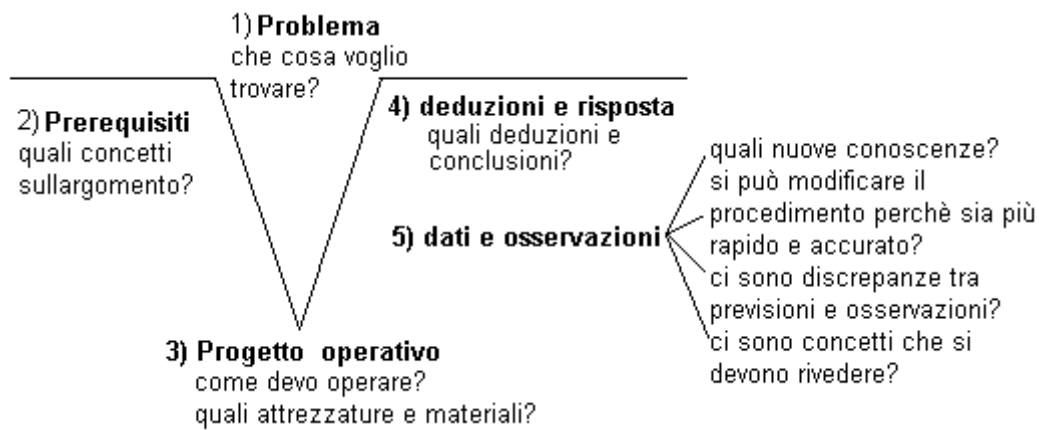 1) Problema
che cosa voglio
trovare?
2) Prerequisiti
quali concetti
sullargomento?
3) Progetto operativo
come devo operare?
quali attrezzature e materiali?
4) deduzioni e risposta
quali deduzioni e
conclusioni?
5) dati e osservazioni
quali nuove conoscenze?
si può modificare il
procedimento perchè sia più
rapido e accurato?
ci sono discrepanze tra
previsioni e osservazioni?
ci sono concetti che si
devono rivedere?